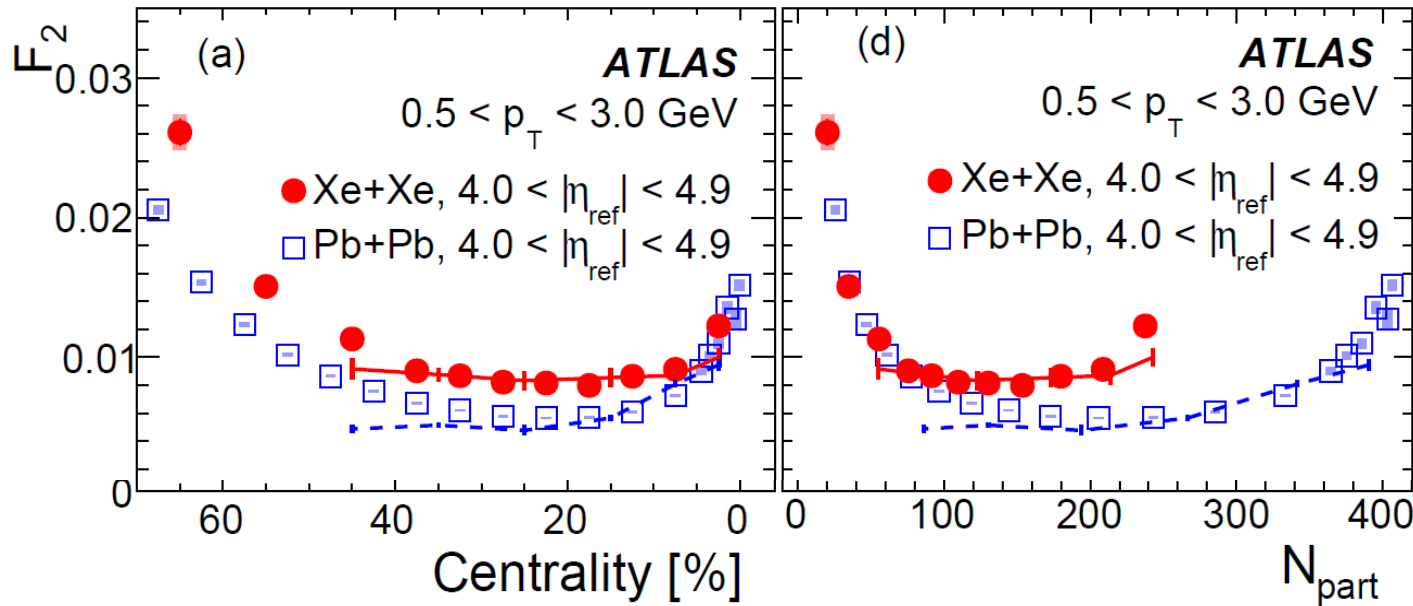 F2
(a)
ATLAS
0.5 < pT < 3.0 GeV
Xe+Xe, 4.0 < |ηref| < 4.9
Pb+Pb, 4.0 < |ηref| < 4.9
0.03
0.02
0.01
0
60 40 20 0
Centrality [%]
(d)
ATLAS
0.5 < pT < 3.0 GeV
Xe+Xe, 4.0 < |ηref| < 4.9
Pb+Pb, 4.0 < |ηref| < 4.9
0 100 200 300 400
Npart